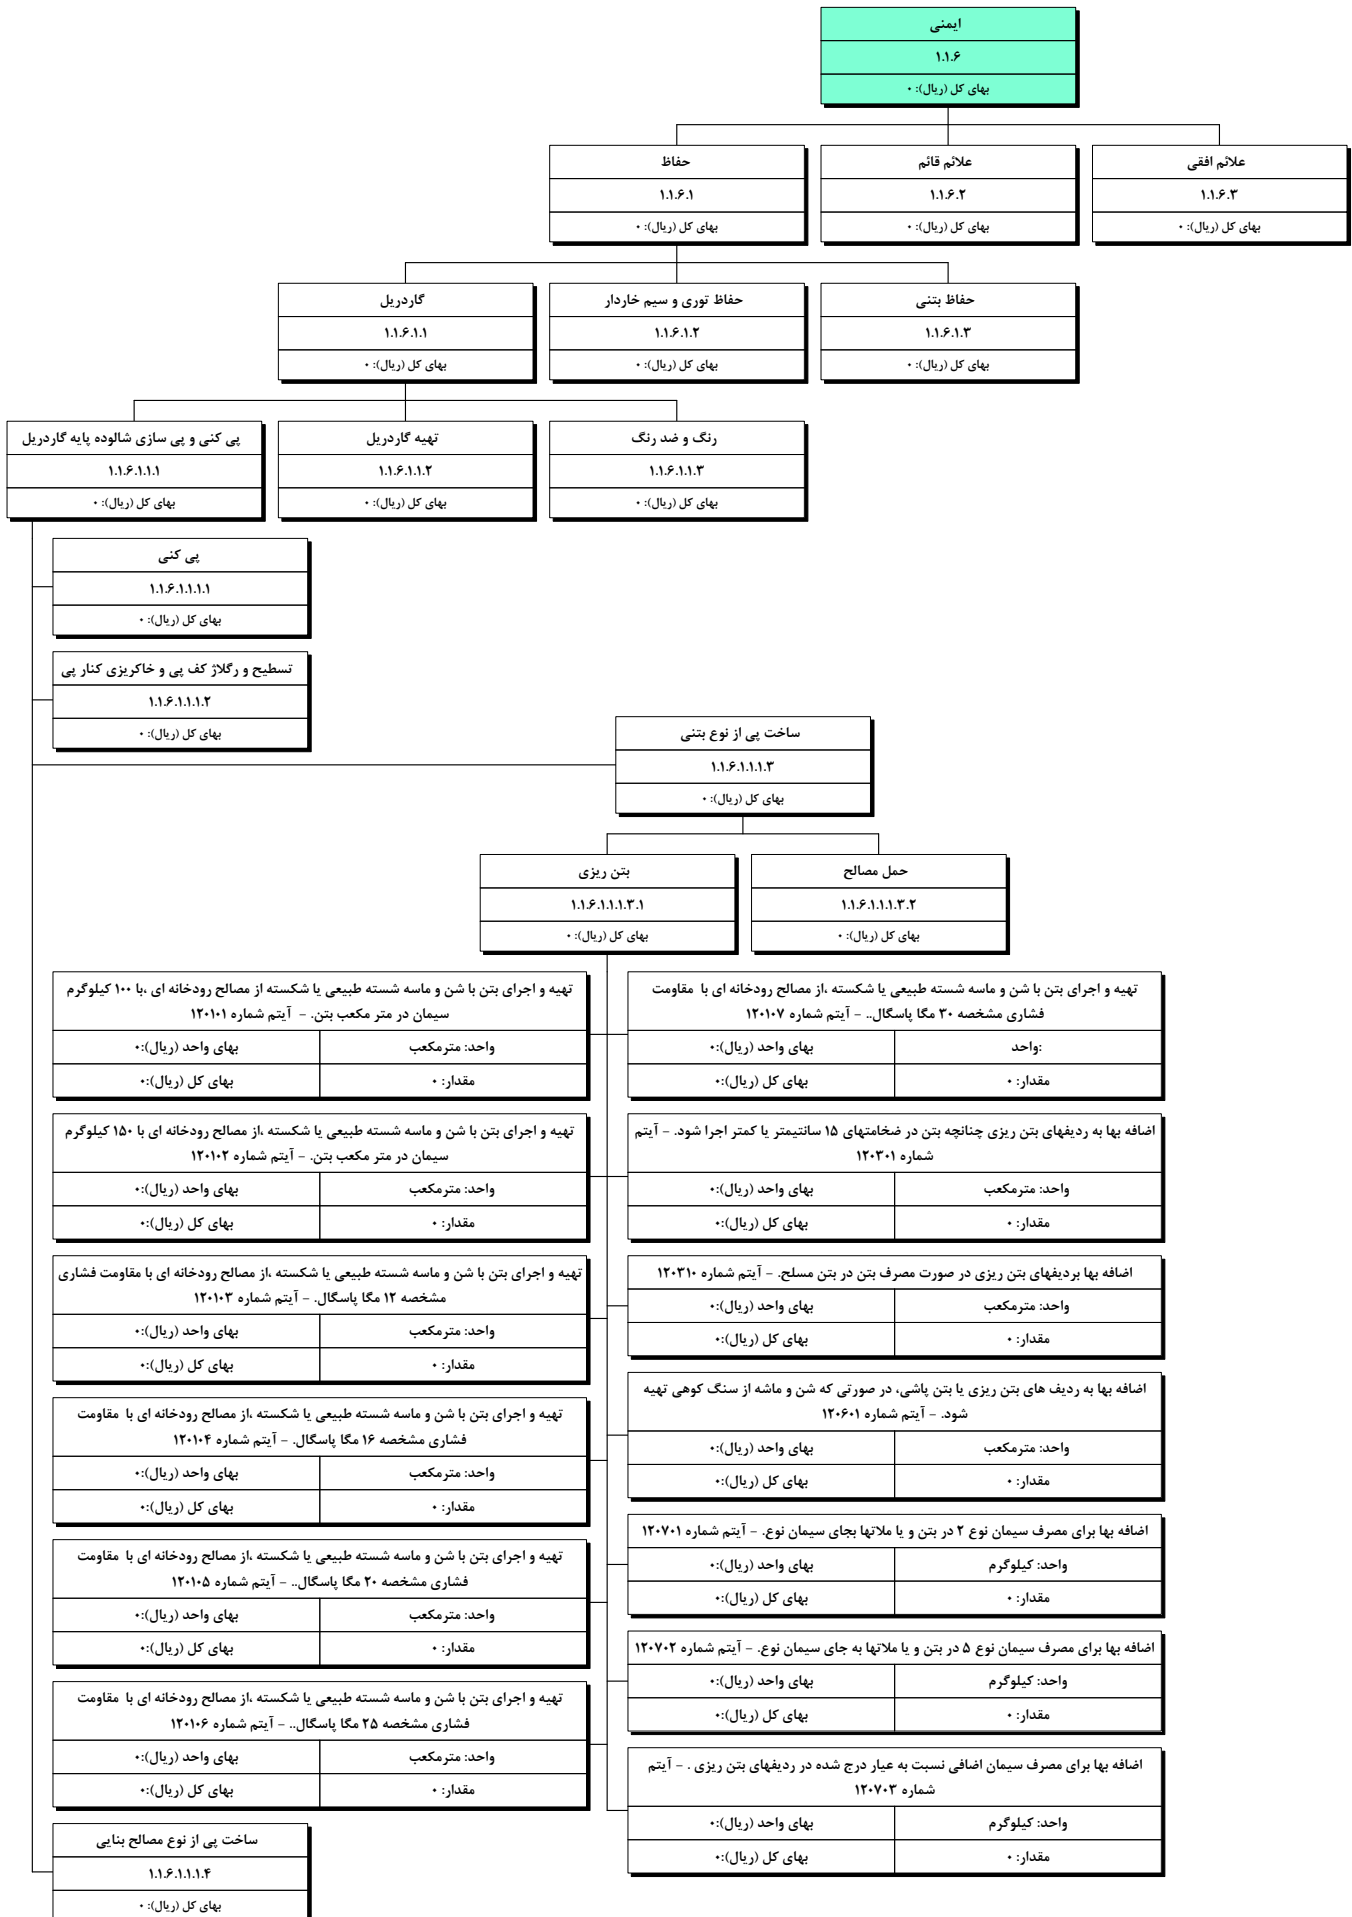 ایمنی
۱.۱.۶
بهای کل (ریال): ۰
حفاظ
۱.۱.۶.۱
بهای کل (ریال): ۰
علائم قائم
۱.۱.۶.۲
بهای کل (ریال): ۰
علائم افقی
۱.۱.۶.۳
بهای کل (ریال): ۰
گاردریل
۱.۱.۶.۱.۱
بهای کل (ریال): ۰
حفاظ توری و سیم خاردار
۱.۱.۶.۱.۲
بهای کل (ریال): ۰
حفاظ بتنی
۱.۱.۶.۱.۳
بهای کل (ریال): ۰
پی کنی و پی سازی شالوده پایه گاردریل
۱.۱.۶.۱.۱.۱
بهای کل (ریال): ۰
تهیه گاردریل
۱.۱.۶.۱.۱.۲
بهای کل (ریال): ۰
رنگ و ضد رنگ
۱.۱.۶.۱.۱.۳
بهای کل (ریال): ۰
پی کنی
۱.۱.۶.۱.۱.۱.۱
بهای کل (ریال): ۰
تسطیح و رگلاژ کف پی و خاکریزی کنار پی
۱.۱.۶.۱.۱.۱.۲
بهای کل (ریال): ۰
ساخت پی از نوع بتنی
۱.۱.۶.۱.۱.۱.۳
بهای کل (ریال): ۰
بتن ریزی
۱.۱.۶.۱.۱.۱.۳.۱
بهای کل (ریال): ۰
حمل مصالح
۱.۱.۶.۱.۱.۱.۳.۲
بهای کل (ریال): ۰
تهیه و اجرای بتن با شن و ماسه شسته طبیعی یا شکسته از مصالح رودخانه ای ،با ۱۰۰ کیلوگرم
سیمان در متر مکعب بتن. - آیتم شماره ۱۲۰۱۰۱
واحد: مترمکعب
بهای واحد (ریال):۰
مقدار: ۰
بهای کل (ریال):۰
تهیه و اجرای بتن با شن و ماسه شسته طبیعی یا شکسته ،از مصالح رودخانه ای با ۱۵۰ کیلوگرم
سیمان در متر مکعب بتن. - آیتم شماره ۱۲۰۱۰۲
واحد: مترمکعب
بهای واحد (ریال):۰
مقدار: ۰
بهای کل (ریال):۰
تهیه و اجرای بتن با شن و ماسه شسته طبیعی یا شکسته ،از مصالح رودخانه ای با مقاومت فشاری
مشخصه ۱۲ مگا پاسگال. - آیتم شماره ۱۲۰۱۰۳
واحد: مترمکعب
بهای واحد (ریال):۰
مقدار: ۰
بهای کل (ریال):۰
تهیه و اجرای بتن با شن و ماسه شسته طبیعی یا شکسته ،از مصالح رودخانه ای با مقاومت
فشاری مشخصه ۱۶ مگا پاسگال. - آیتم شماره ۱۲۰۱۰۴
واحد: مترمکعب
بهای واحد (ریال):۰
مقدار: ۰
بهای کل (ریال):۰
تهیه و اجرای بتن با شن و ماسه شسته طبیعی یا شکسته ،از مصالح رودخانه ای با مقاومت
فشاری مشخصه ۲۰ مگا پاسگال.. - آیتم شماره ۱۲۰۱۰۵
واحد: مترمکعب
بهای واحد (ریال):۰
مقدار: ۰
بهای کل (ریال):۰
تهیه و اجرای بتن با شن و ماسه شسته طبیعی یا شکسته ،از مصالح رودخانه ای با مقاومت
فشاری مشخصه ۲۵ مگا پاسگال.. - آیتم شماره ۱۲۰۱۰۶
واحد: مترمکعب
بهای واحد (ریال):۰
مقدار: ۰
بهای کل (ریال):۰
تهیه و اجرای بتن با شن و ماسه شسته طبیعی یا شکسته ،از مصالح رودخانه ای با مقاومت
فشاری مشخصه ۳۰ مگا پاسگال.. - آیتم شماره ۱۲۰۱۰۷
:واحد
بهای واحد (ریال):۰
مقدار: ۰
بهای کل (ریال):۰
اضافه بها به ردیفهای بتن ریزی چنانچه بتن در ضخامتهای ۱۵ سانتیمتر یا کمتر اجرا شود. - آیتم
شماره ۱۲۰۳۰۱
واحد: مترمکعب
بهای واحد (ریال):۰
مقدار: ۰
بهای کل (ریال):۰
اضافه بها بردیفهای بتن ریزی در صورت مصرف بتن در بتن مسلح. - آیتم شماره ۱۲۰۳۱۰
واحد: مترمکعب
بهای واحد (ریال):۰
مقدار: ۰
بهای کل (ریال):۰
اضافه بها به ردیف های بتن ریزی یا بتن پاشی، در صورتی که شن و ماشه از سنگ کوهی تهیه
شود. - آیتم شماره ۱۲۰۶۰۱
واحد: مترمکعب
بهای واحد (ریال):۰
مقدار: ۰
بهای کل (ریال):۰
اضافه بها برای مصرف سیمان نوع ۲ در بتن و یا ملاتها بجای سیمان نوع. - آیتم شماره ۱۲۰۷۰۱
واحد: کیلوگرم
بهای واحد (ریال):۰
مقدار: ۰
بهای کل (ریال):۰
اضافه بها برای مصرف سیمان نوع ۵ در بتن و یا ملاتها به جای سیمان نوع. - آیتم شماره ۱۲۰۷۰۲
واحد: کیلوگرم
بهای واحد (ریال):۰
مقدار: ۰
بهای کل (ریال):۰
اضافه بها برای مصرف سیمان اضافی نسبت به عیار درج شده در ردیفهای بتن ریزی . - آیتم
شماره ۱۲۰۷۰۳
واحد: کیلوگرم
بهای واحد (ریال):۰
مقدار: ۰
بهای کل (ریال):۰
ساخت پی از نوع مصالح بنایی
۱.۱.۶.۱.۱.۱.۴
بهای کل (ریال): ۰